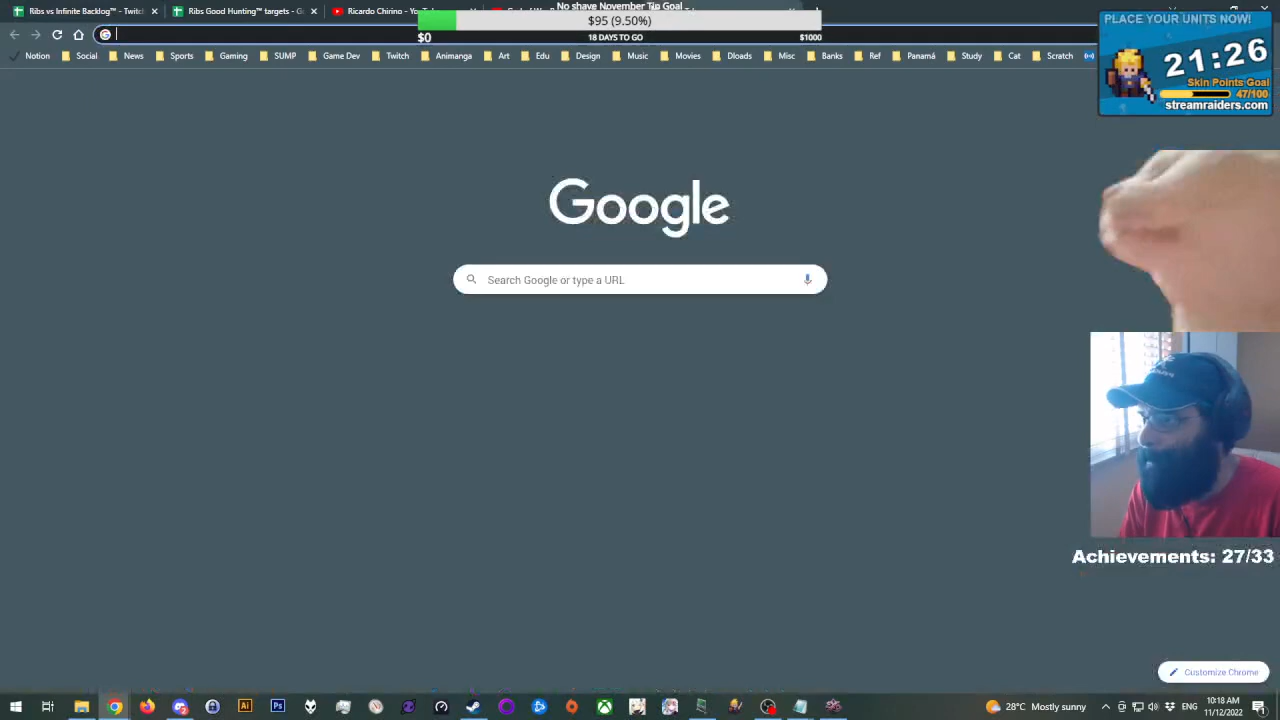 No shave November Tip Goal
Ribs vs Infinite Backlog™ - Twitc
Ribs Good Hunting™ targets - G
Ricardo Chirino - Yo
$95 (9.50%)
$0
18 DAYS TO GO
$1000
PLACE YOUR UNITS NOW!
21:26
Skin Points Goal
47/100
streamraiders.com
Notion
Social
News
Sports
Gaming
SUMP
Game Dev
Twitch
Animanga
Art
Edu
Design
Music
Movies
Dloads
Misc
Banks
Ref
Panamá
Study
Cat
Scratch
Google
Search Google or type a URL
Achievements: 27/33
Customize Chrome
28°C Mostly sunny
10:18 AM
11/12/2022